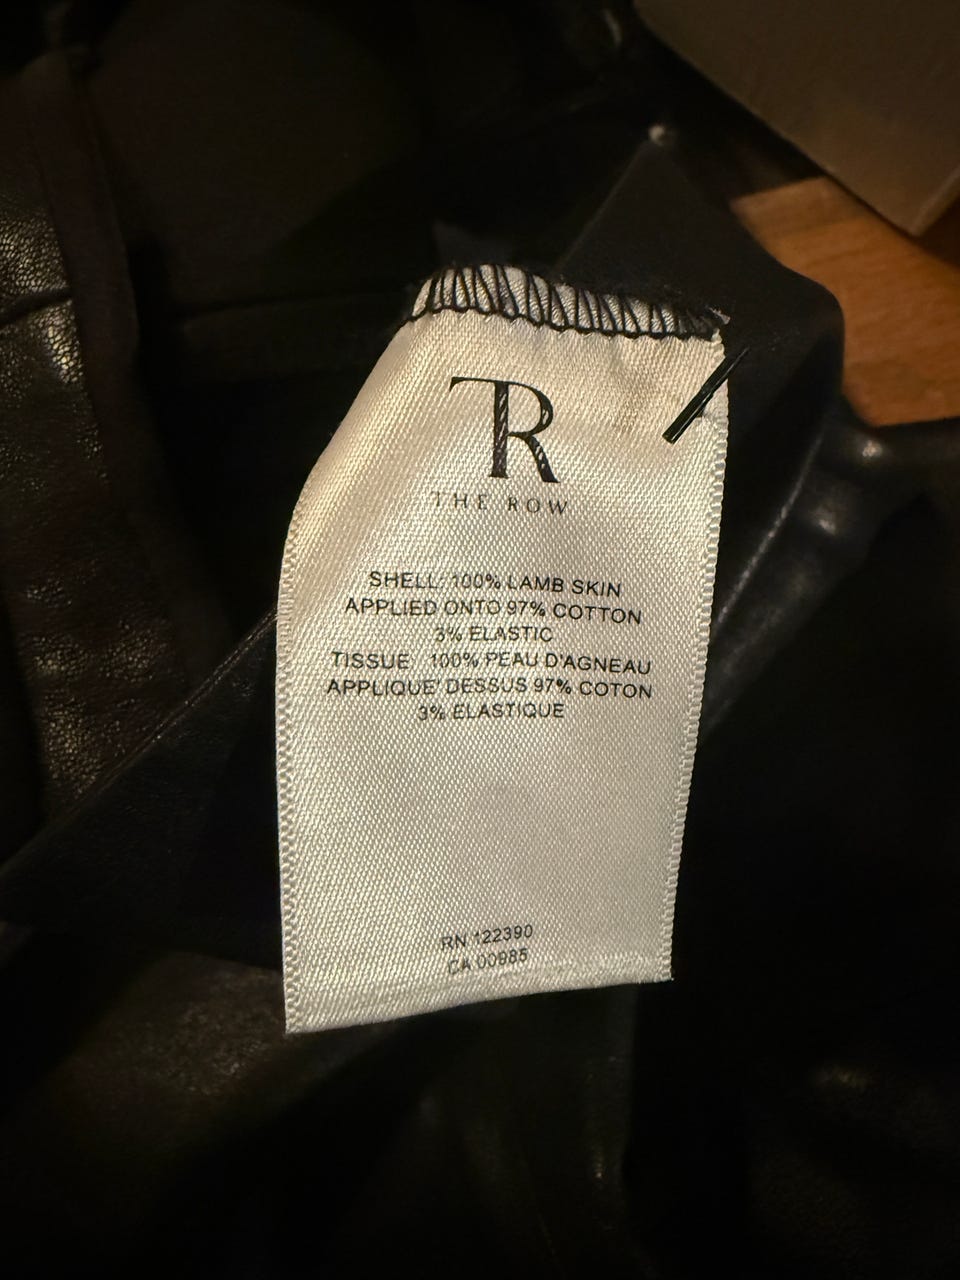 TR
THE ROW
SHELL: 100% LAMB SKIN
APPLIED ONTO 97% COTTON
3% ELASTIC
TISSUE 100% PEAU D'AGNEAU
APPLIQUE' DESSUS 97% COTON
3% ELASTIQUE
RN 122390
CA 00985